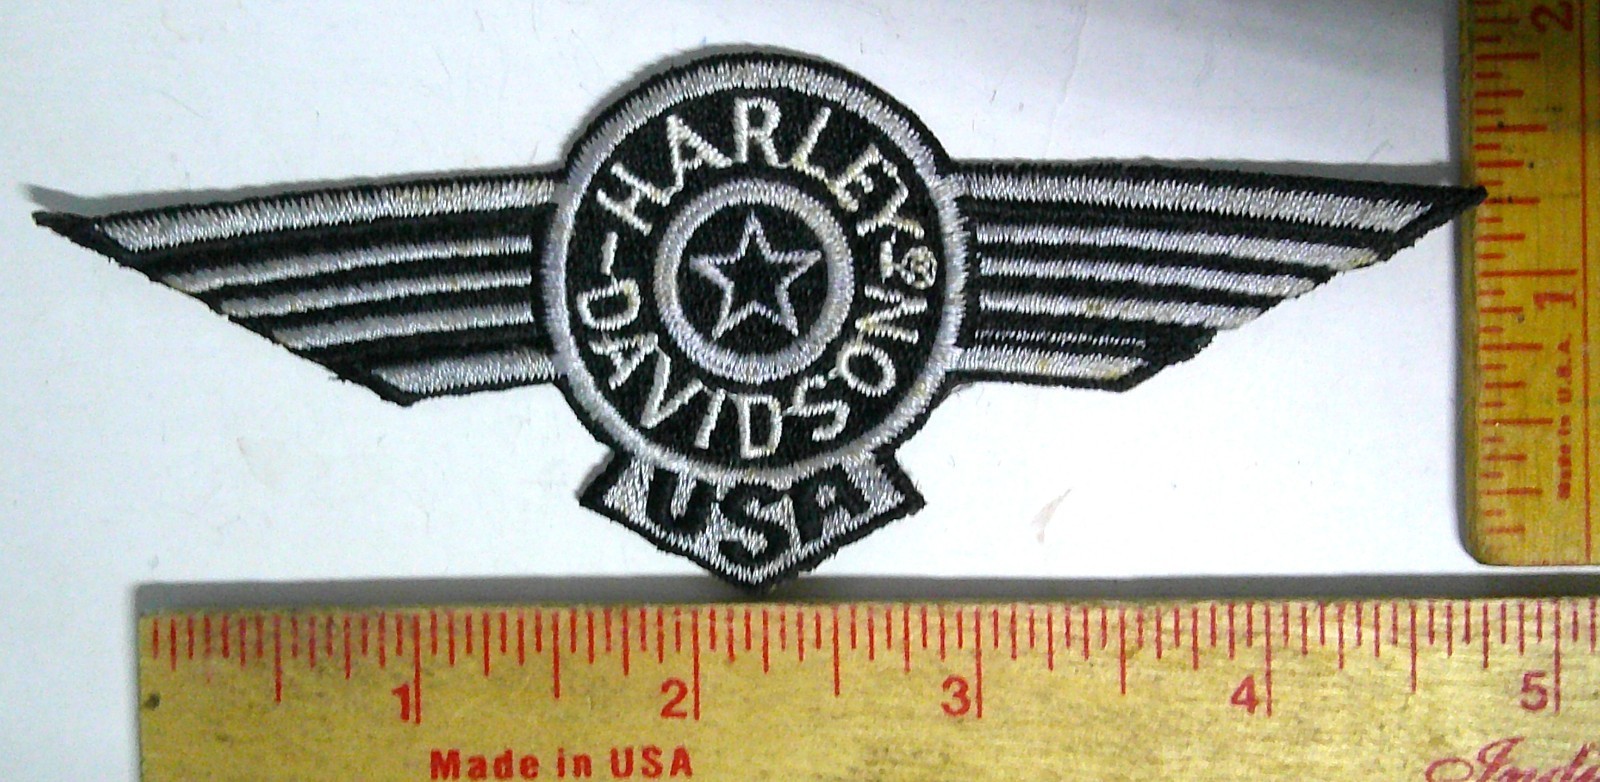 HARLEY
-DAVIDSON®
USA
1 2 3 4 5
Made in USA
2
1
Made in U.S.A.